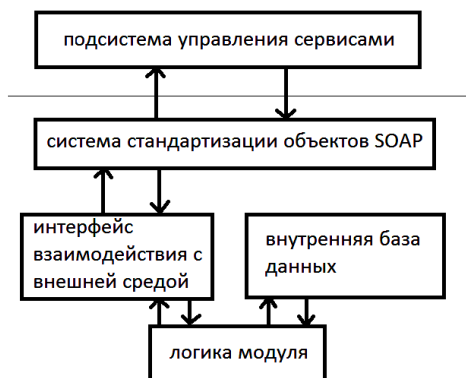 подсистема управления сервисами
система стандартизации объектов SOAP
интерфейс
взаимодействия с
внешней средой
внутренняя база
данных
логика модуля